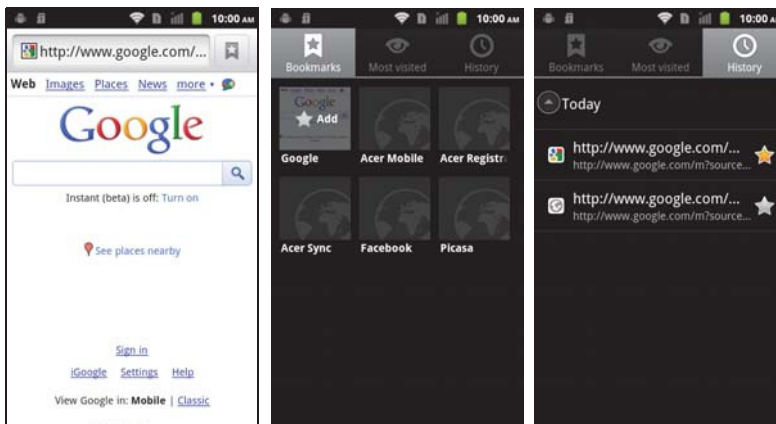 10:00 AM
http://www.google.com/...
Web Images Places News more
Google
Instant (beta) is off: Turn on
See places nearby
Sign in
iGoogle Settings Help
View Google in: Mobile | Classic
10:00 AM
Bookmarks Most visited History
Google
Add
Google Acer Mobile Acer Registr
Acer Sync Facebook Picasa
10:00 AM
Bookmarks Most visited History
Today
http://www.google.com/...
http://www.google.com/m?source...
http://www.google.com/...
http://www.google.com/m?source...